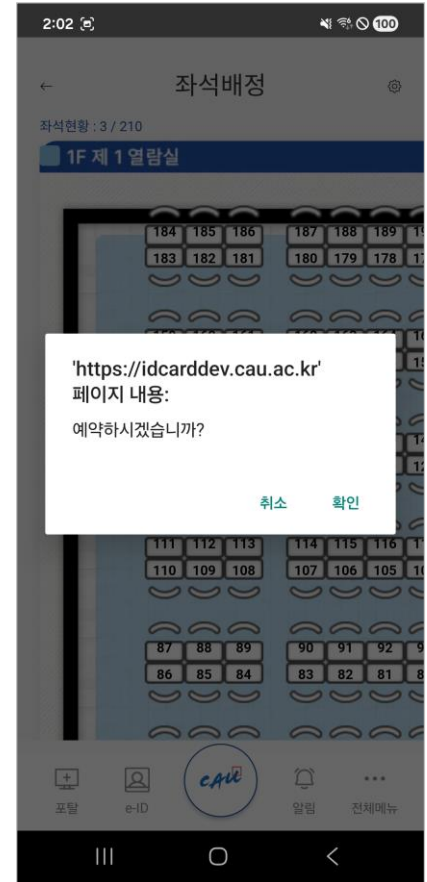 2:02
100
좌석배정
좌석현황 : 3 / 210
1F 제 1 열람실
184 185 186 187 188 189
183 182 181 180 179 178
'https://idcarddev.cau.ac.kr'
페이지 내용:
예약하시겠습니까?
취소 확인
111 112 113 114 115 116
110 109 108 107 106 105
87 88 89 90 91 92
86 85 84 83 82 81
CAU
포탈 e-ID 알림 전체메뉴